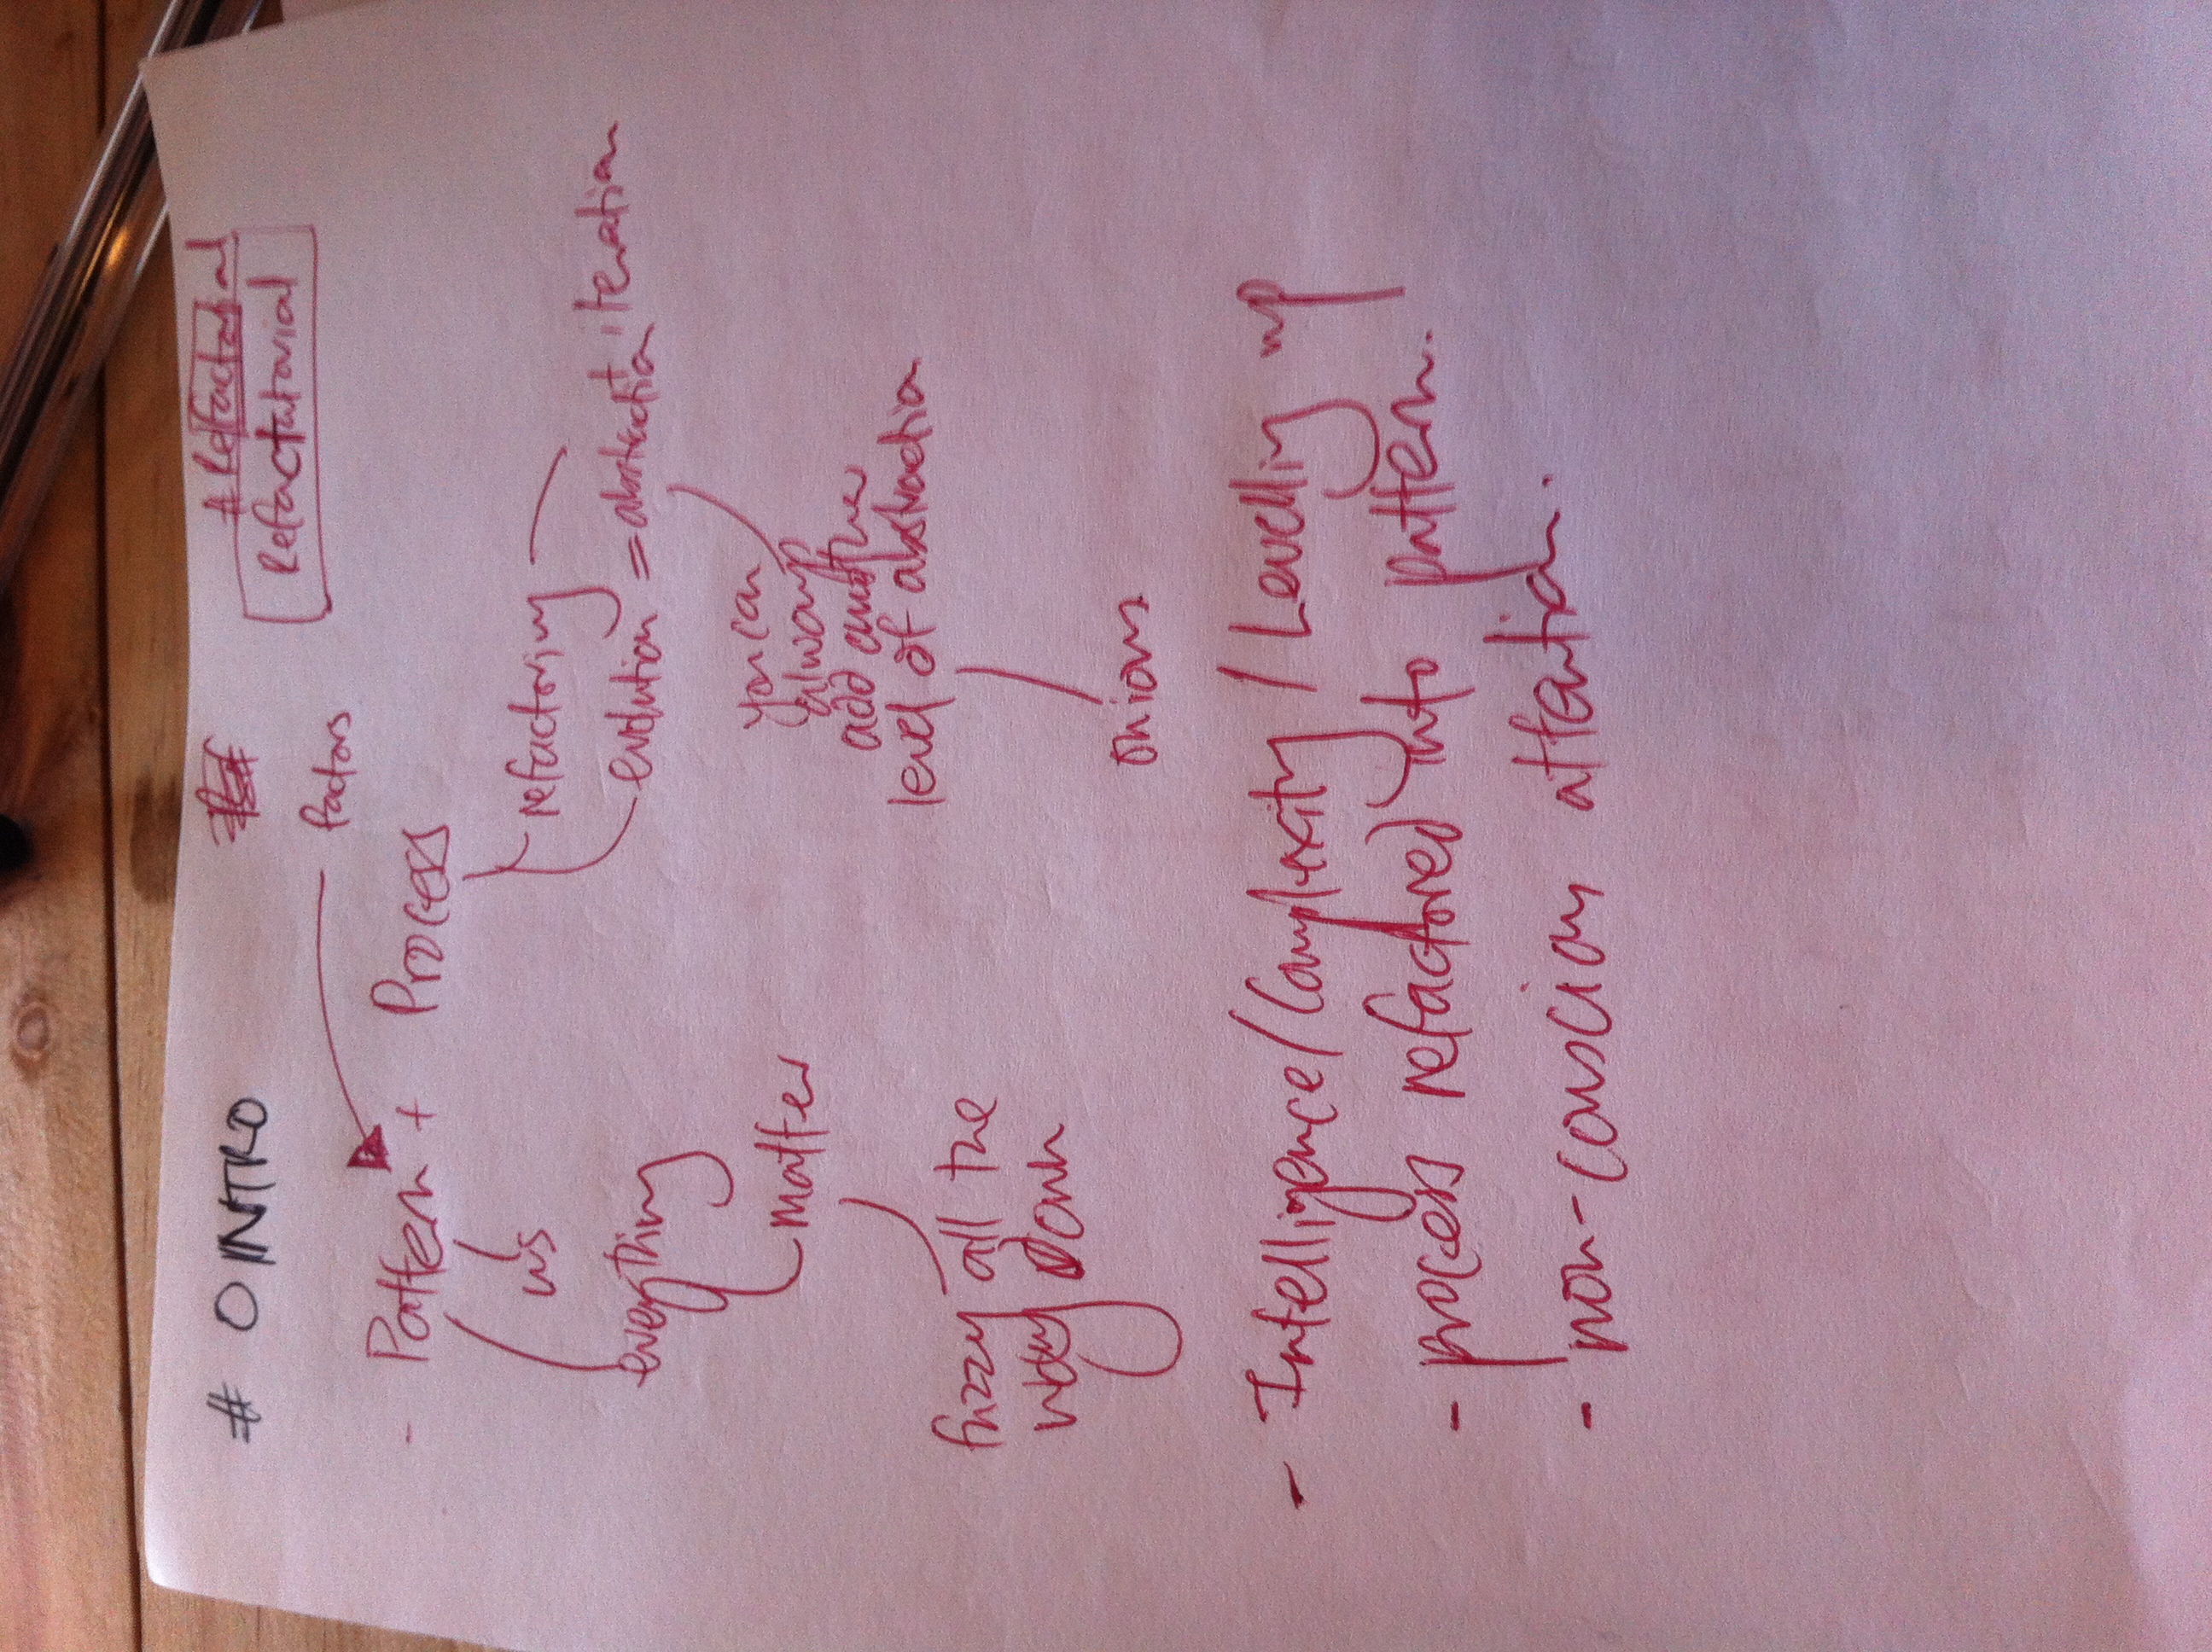 # 0 INTRO
# Refactorial
Refactutorial
factors
- Pattern + Process
us
refactoring
everything
evolution = abstraction + iteration
matter
you can
always
add another
level of abstraction
fuzzy all the
way down
onions
- Intelligence/Complexity/Levelling up
- process refactored into pattern.
- non-conscious attention.